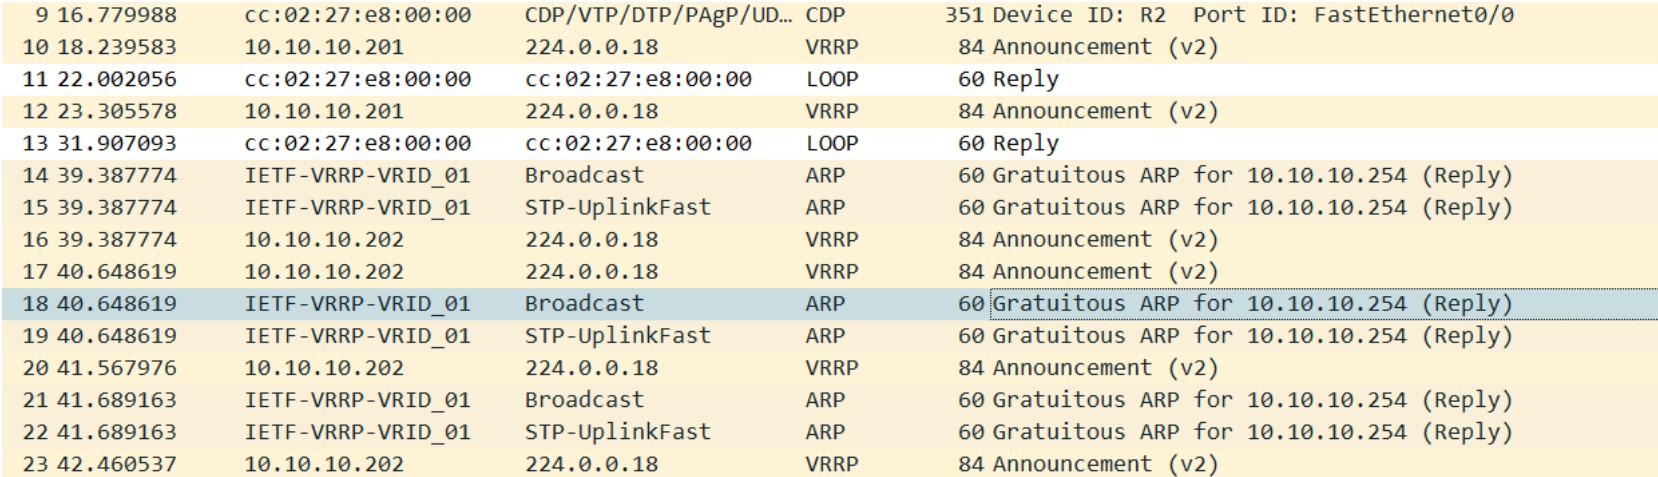 9 16.779988 cc:02:27:e8:00:00 CDP/VTP/DTP/PAgP/UD… CDP 351 Device ID: R2 Port ID: FastEthernet0/0
10 18.239583 10.10.10.201 224.0.0.18 VRRP 84 Announcement (v2)
11 22.002056 cc:02:27:e8:00:00 cc:02:27:e8:00:00 LOOP 60 Reply
12 23.305578 10.10.10.201 224.0.0.18 VRRP 84 Announcement (v2)
13 31.907093 cc:02:27:e8:00:00 cc:02:27:e8:00:00 LOOP 60 Reply
14 39.387774 IETF-VRRP-VRID_01 Broadcast ARP 60 Gratuitous ARP for 10.10.10.254 (Reply)
15 39.387774 IETF-VRRP-VRID_01 STP-UplinkFast ARP 60 Gratuitous ARP for 10.10.10.254 (Reply)
16 39.387774 10.10.10.202 224.0.0.18 VRRP 84 Announcement (v2)
17 40.648619 10.10.10.202 224.0.0.18 VRRP 84 Announcement (v2)
18 40.648619 IETF-VRRP-VRID_01 Broadcast ARP 60 Gratuitous ARP for 10.10.10.254 (Reply)
19 40.648619 IETF-VRRP-VRID_01 STP-UplinkFast ARP 60 Gratuitous ARP for 10.10.10.254 (Reply)
20 41.567976 10.10.10.202 224.0.0.18 VRRP 84 Announcement (v2)
21 41.689163 IETF-VRRP-VRID_01 Broadcast ARP 60 Gratuitous ARP for 10.10.10.254 (Reply)
22 41.689163 IETF-VRRP-VRID_01 STP-UplinkFast ARP 60 Gratuitous ARP for 10.10.10.254 (Reply)
23 42.460537 10.10.10.202 224.0.0.18 VRRP 84 Announcement (v2)